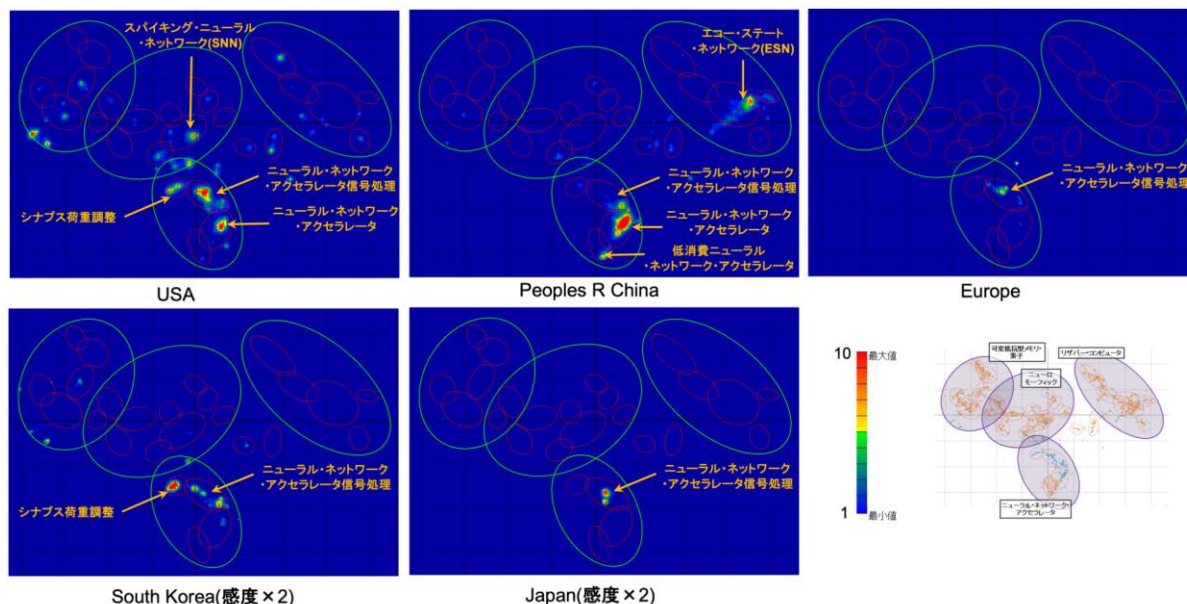 スパイキング・ニューラル
・ネットワーク(SNN)
ニューラル・ネットワーク
・アクセラレータ信号処理
シナプス荷重調整
ニューラル・ネットワーク
・アクセラレータ
USA
エコー・ステート
・ネットワーク(ESN)
ニューラル・ネットワーク
・アクセラレータ信号処理
ニューラル・ネットワーク
・アクセラレータ
低消費ニューラル
・ネットワーク・アクセラレータ
Peoples R China
ニューラル・ネットワーク
・アクセラレータ信号処理
Europe
ニューラル・ネットワーク
・アクセラレータ信号処理
シナプス荷重調整
South Korea(感度×2)
ニューラル・ネットワーク
・アクセラレータ信号処理
Japan(感度×2)
10 最大値
1 最小値
可変抵抗型メモリ・
素子
リザバー・コンピュータ
ニューロ
モーフィック
ニューラル・ネットワーク・
アクセラレータ